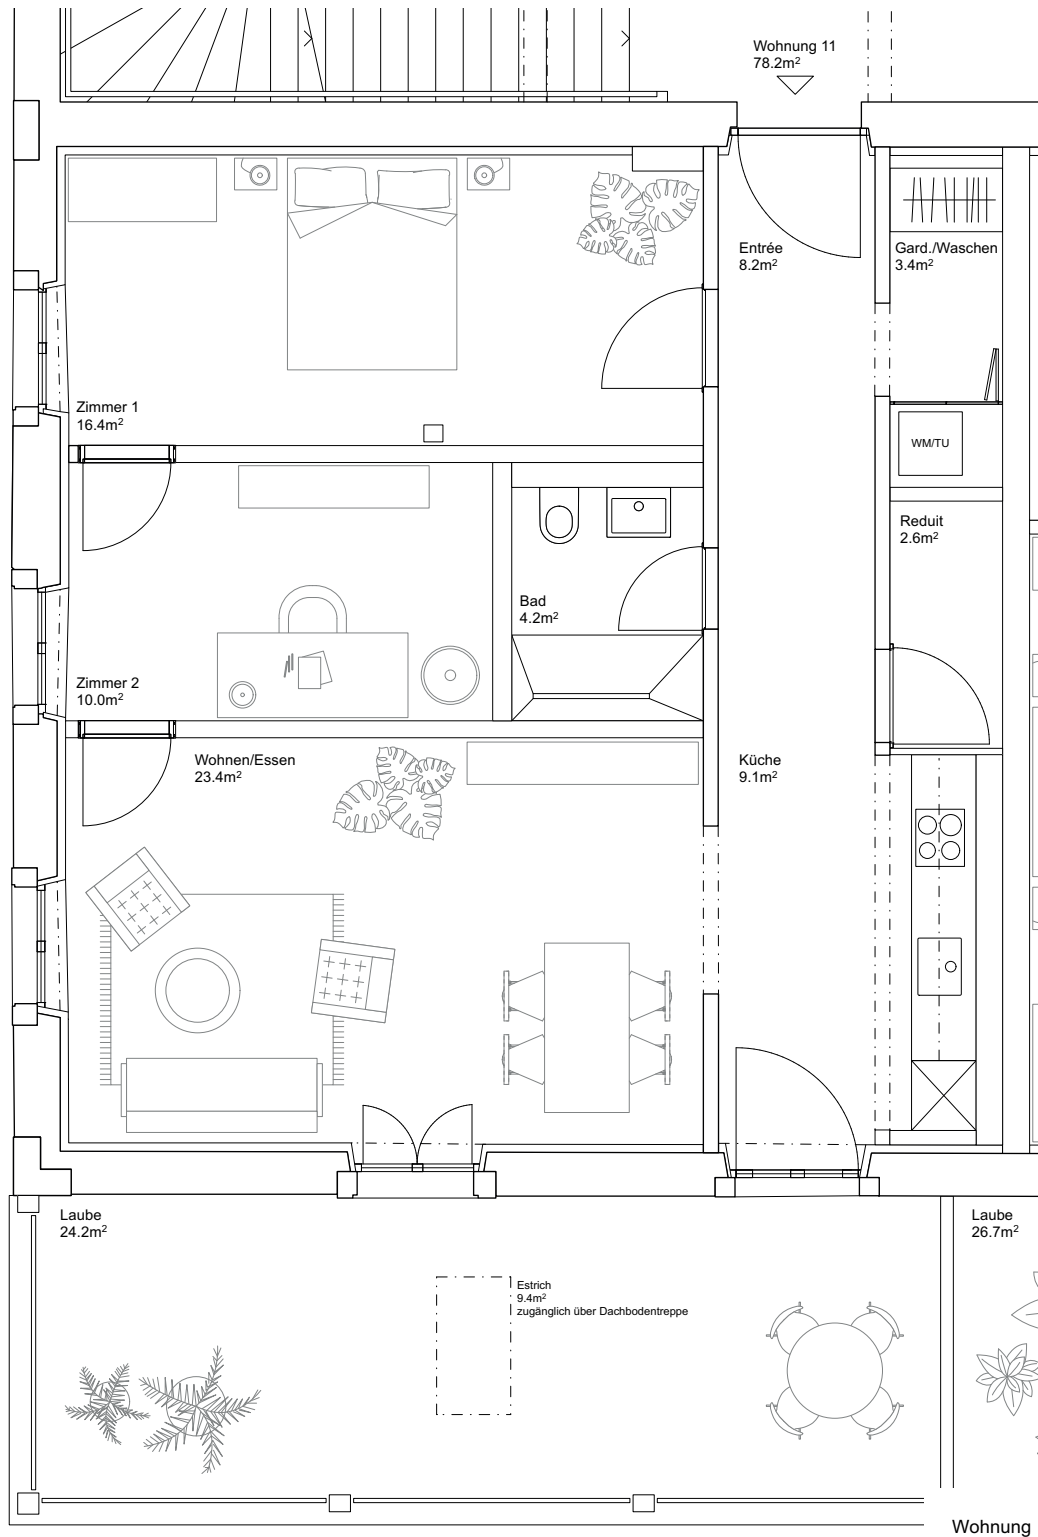 Wohnung 11
78.2m²
Entrée
8.2m²
Gard./Waschen
3.4m²
Zimmer 1
16.4m²
WM/TU
Reduit
2.6m²
Bad
4.2m²
Zimmer 2
10.0m²
Wohnen/Essen
23.4m²
Küche
9.1m²
Laube
24.2m²
Laube
26.7m²
Estrich
9.4m²
zugänglich über Dachbodentreppe
Wohnung